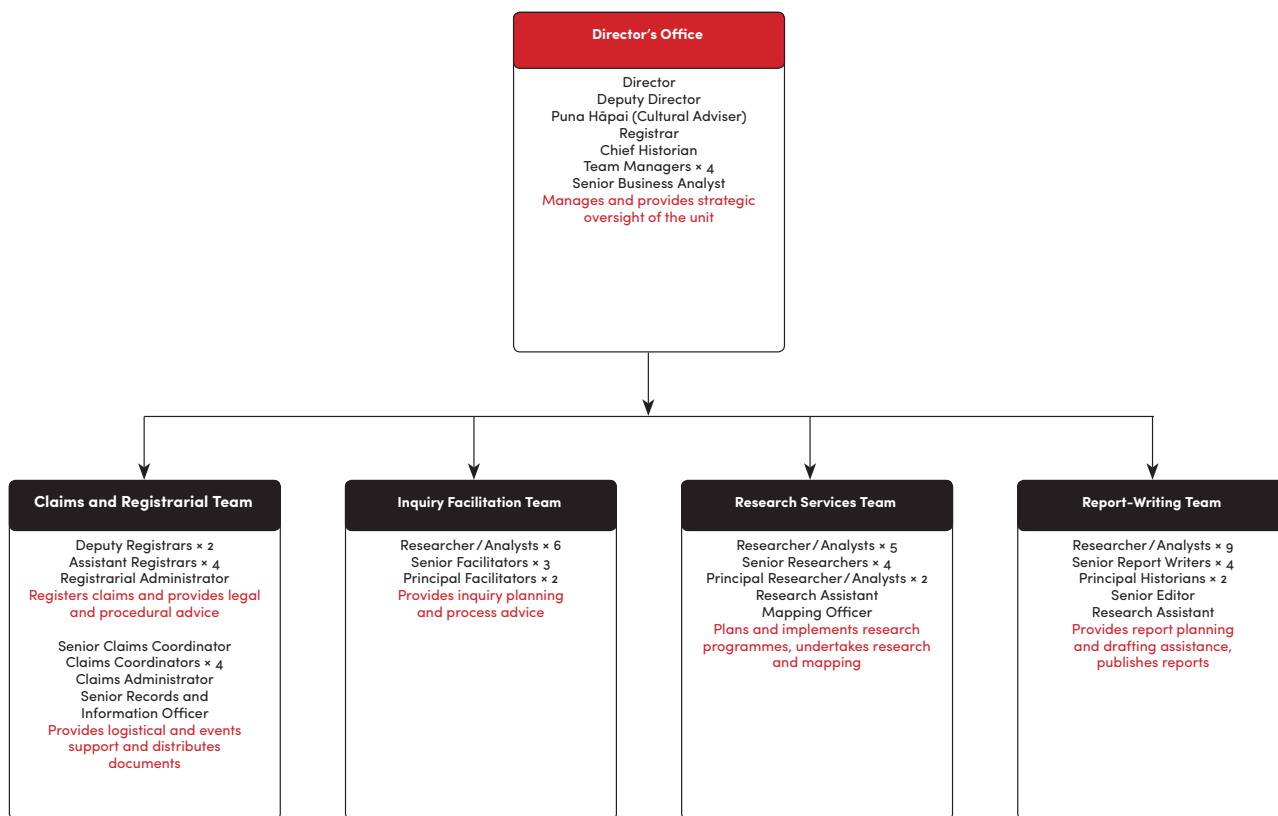 Director's Office
Director
Deputy Director
Puna Hāpai (Cultural Adviser)
Registrar
Chief Historian
Team Managers × 4
Senior Business Analyst
Manages and provides strategic
oversight of the unit
Claims and Registrarial Team
Deputy Registrars × 2
Assistant Registrars × 4
Registrarial Administrator
Registers claims and provides legal
and procedural advice
Senior Claims Coordinator
Claims Coordinators × 4
Claims Administrator
Senior Records and
Information Officer
Provides logistical and events
support and distributes
documents
Inquiry Facilitation Team
Researcher/Analysts × 6
Senior Facilitators × 3
Principal Facilitators × 2
Provides inquiry planning
and process advice
Research Services Team
Researcher/Analysts × 5
Senior Researchers × 4
Principal Researcher/Analysts × 2
Research Assistant
Mapping Officer
Plans and implements research
programmes, undertakes research
and mapping
Report-Writing Team
Researcher/Analysts × 9
Senior Report Writers × 4
Principal Historians × 2
Senior Editor
Research Assistant
Provides report planning
and drafting assistance,
publishes reports